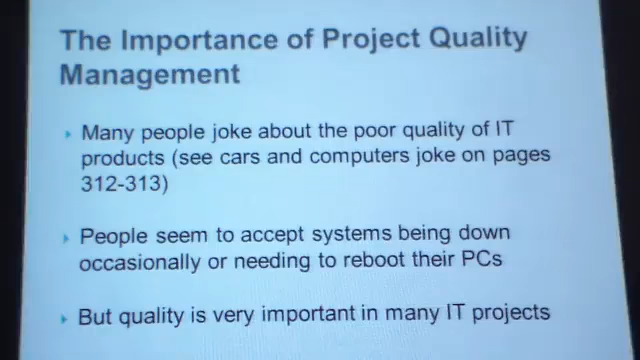 The Importance of Project Quality
Management
Many people joke about the poor quality of IT
products (see cars and computers joke on pages
312-313)
People seem to accept systems being down
occasionally or needing to reboot their PCs
But quality is very important in many IT projects